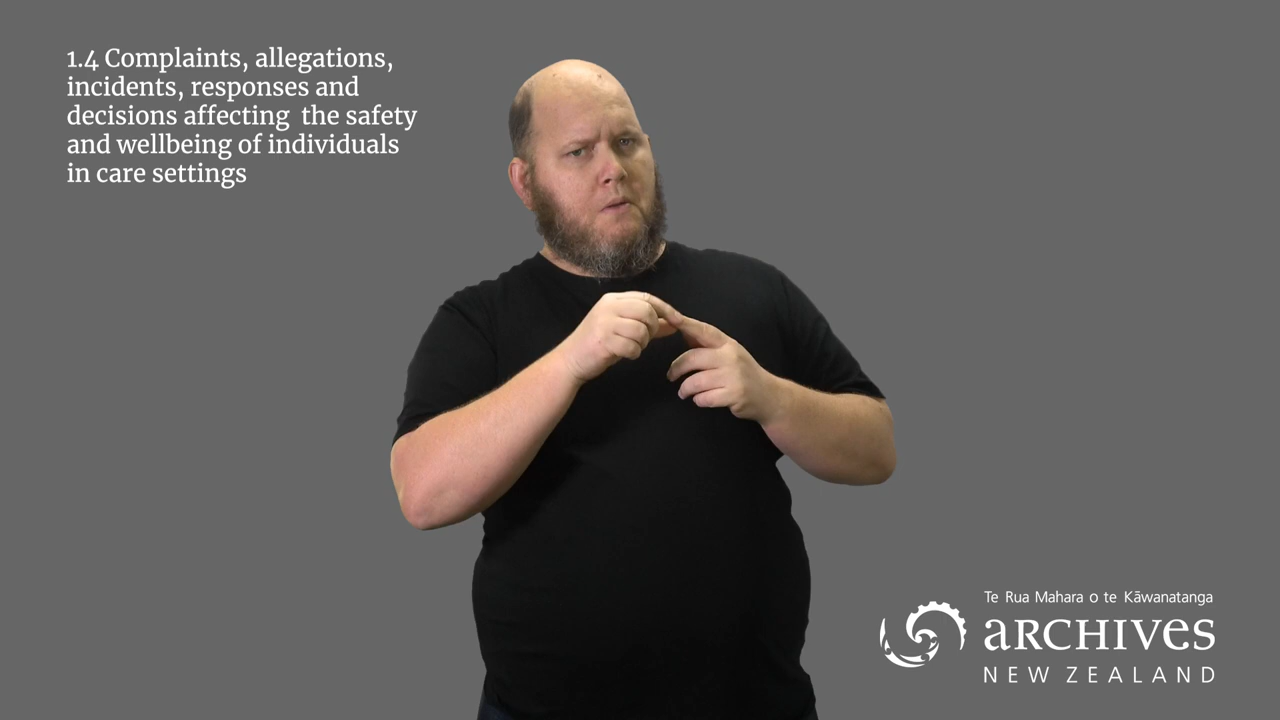 1.4 Complaints, allegations,
incidents, responses and
decisions affecting  the safety
and wellbeing of individuals
in care settings
Te Rua Mahara o te Kāwanatanga
ARCHIVES
NEW ZEALAND